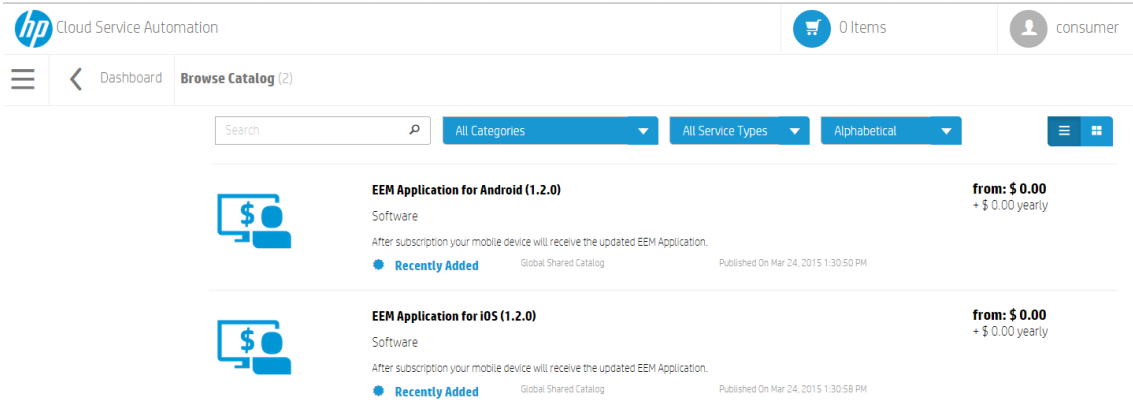 hp Cloud Service Automation 0 Items consumer
Dashboard Browse Catalog (2)
Search All Categories All Service Types Alphabetical
EEM Application for Android (1.2.0) from: $ 0.00
Software + $ 0.00 yearly
After subscription your mobile device will receive the updated EEM Application.
Recently Added Global Shared Catalog Published On Mar 24, 2015 1:30:50 PM
EEM Application for iOS (1.2.0) from: $ 0.00
Software + $ 0.00 yearly
After subscription your mobile device will receive the updated EEM Application.
Recently Added Global Shared Catalog Published On Mar 24, 2015 1:30:58 PM